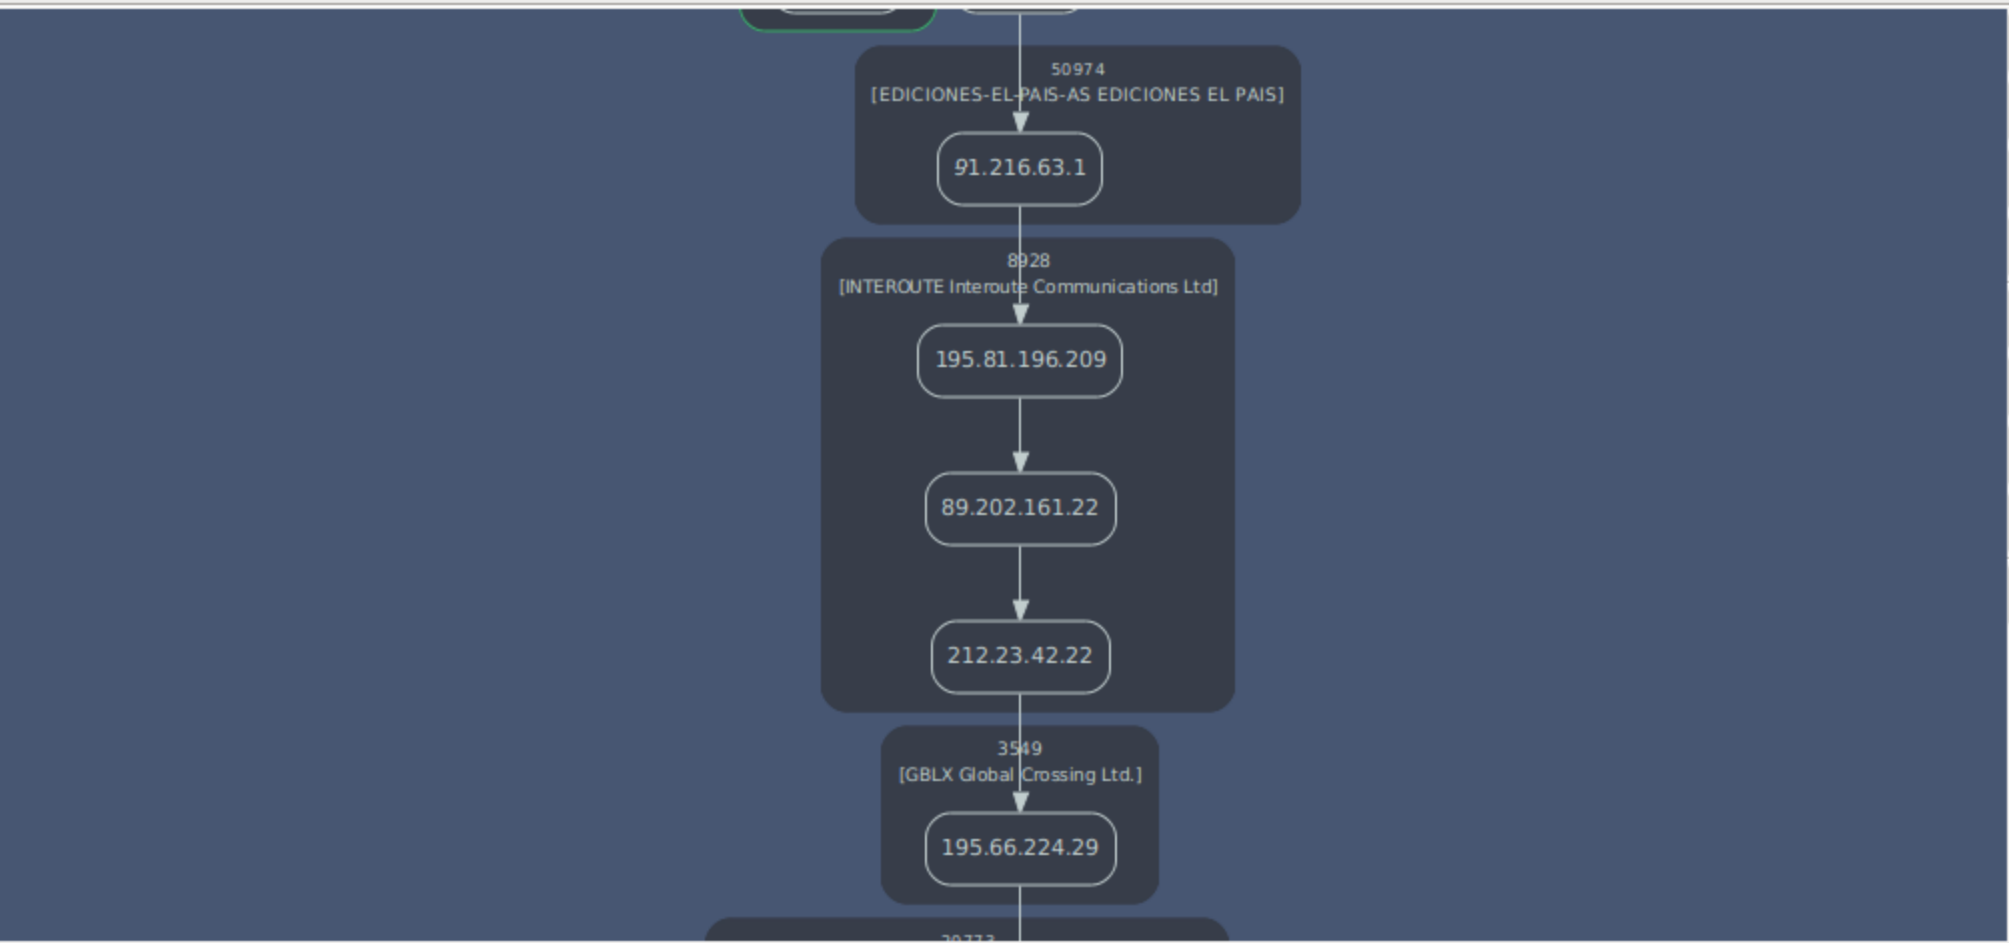 50974
[EDICIONES-EL-PAIS-AS EDICIONES EL PAIS]
91.216.63.1
8928
[INTEROUTE Interoute Communications Ltd]
195.81.196.209
89.202.161.22
212.23.42.22
3549
[GBLX Global Crossing Ltd.]
195.66.224.29